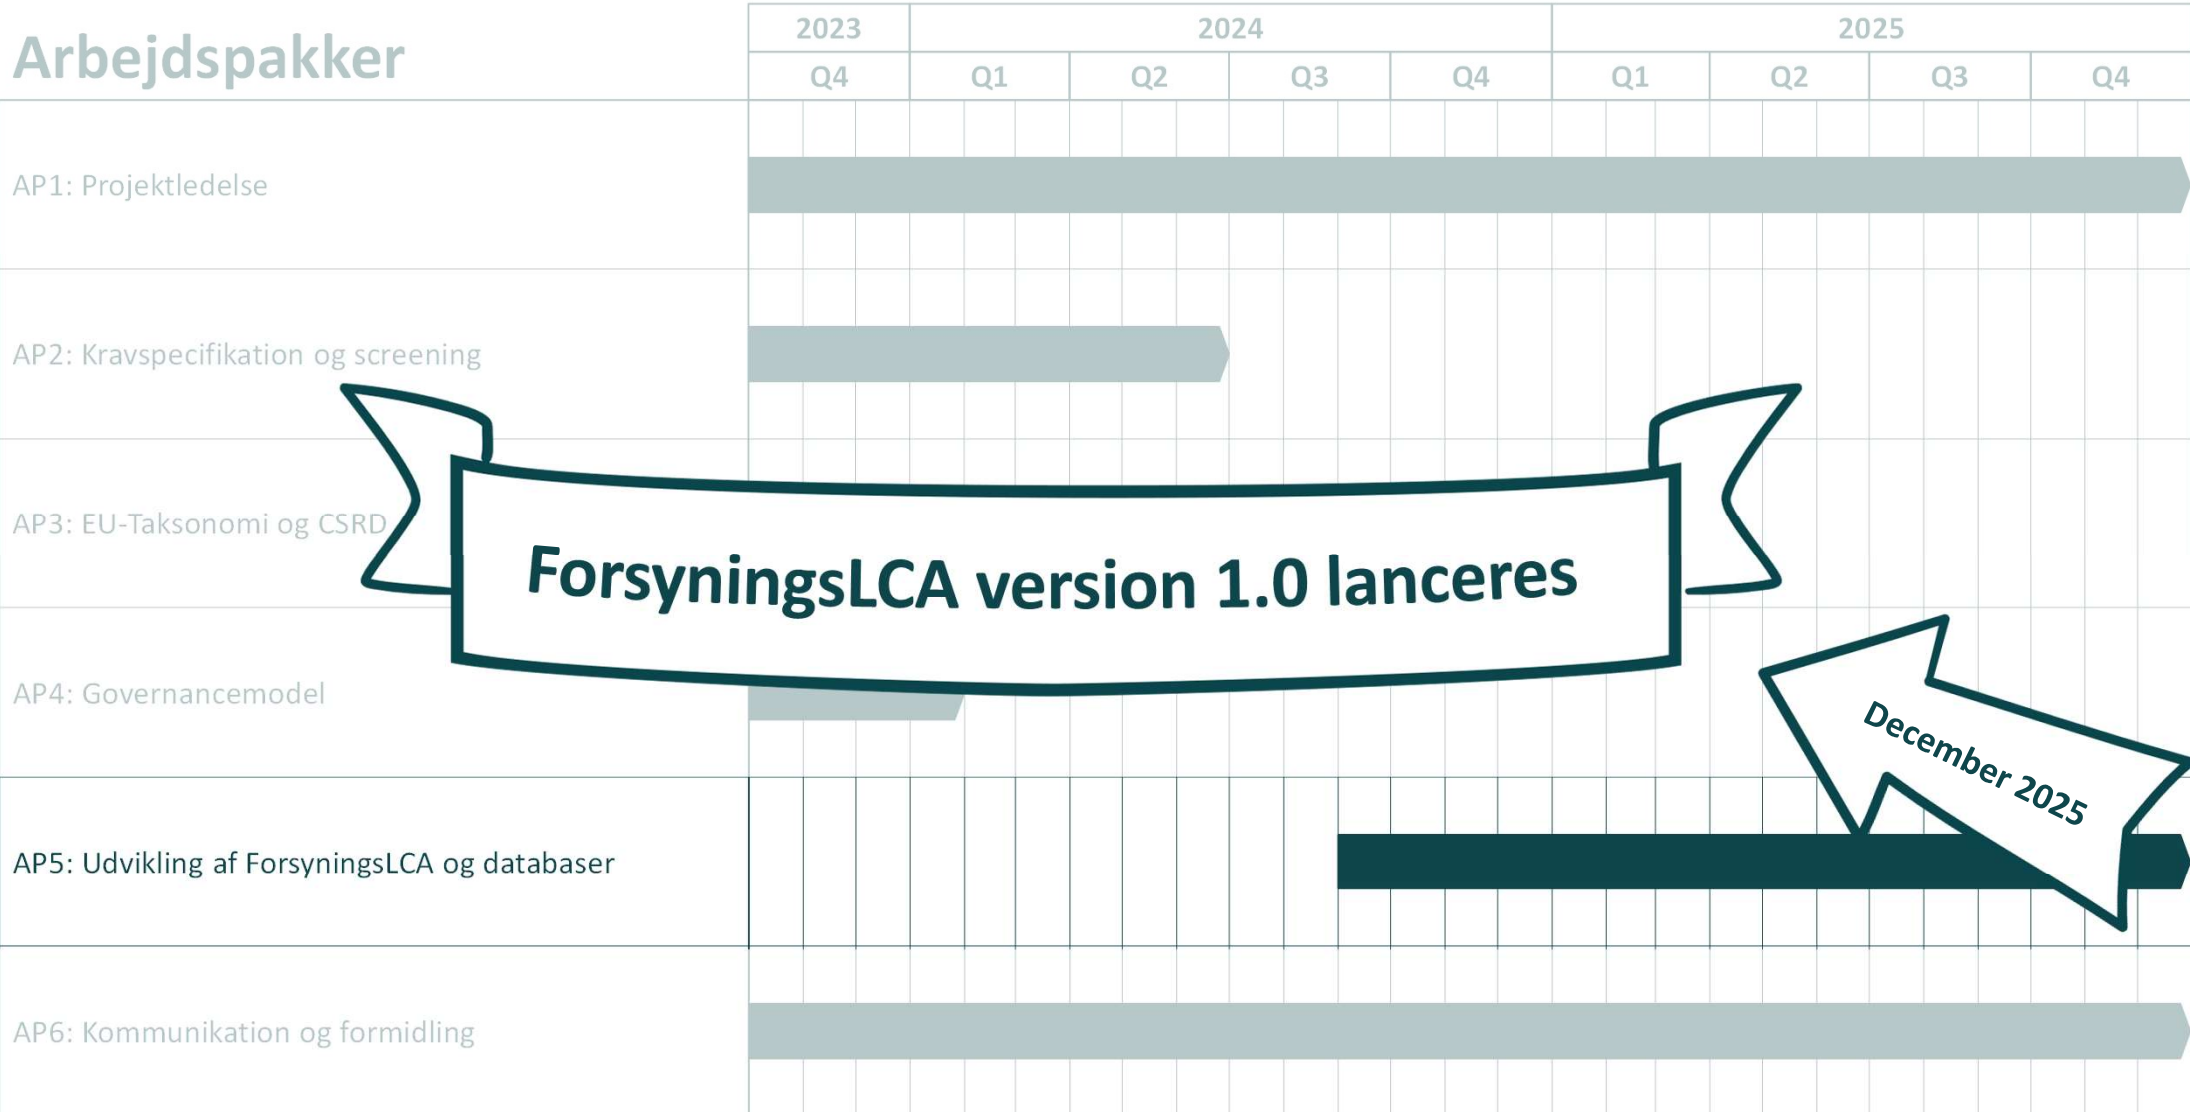 Arbejdspakker
2023 2024 2025
Q4 Q1 Q2 Q3 Q4 Q1 Q2 Q3 Q4
AP1: Projektledelse
AP2: Kravspecifikation og screening
AP3: EU-Taksonomi og CSRD
ForsyningsLCA version 1.0 lanceres
AP4: Governancemodel
December 2025
AP5: Udvikling af ForsyningsLCA og databaser
AP6: Kommunikation og formidling